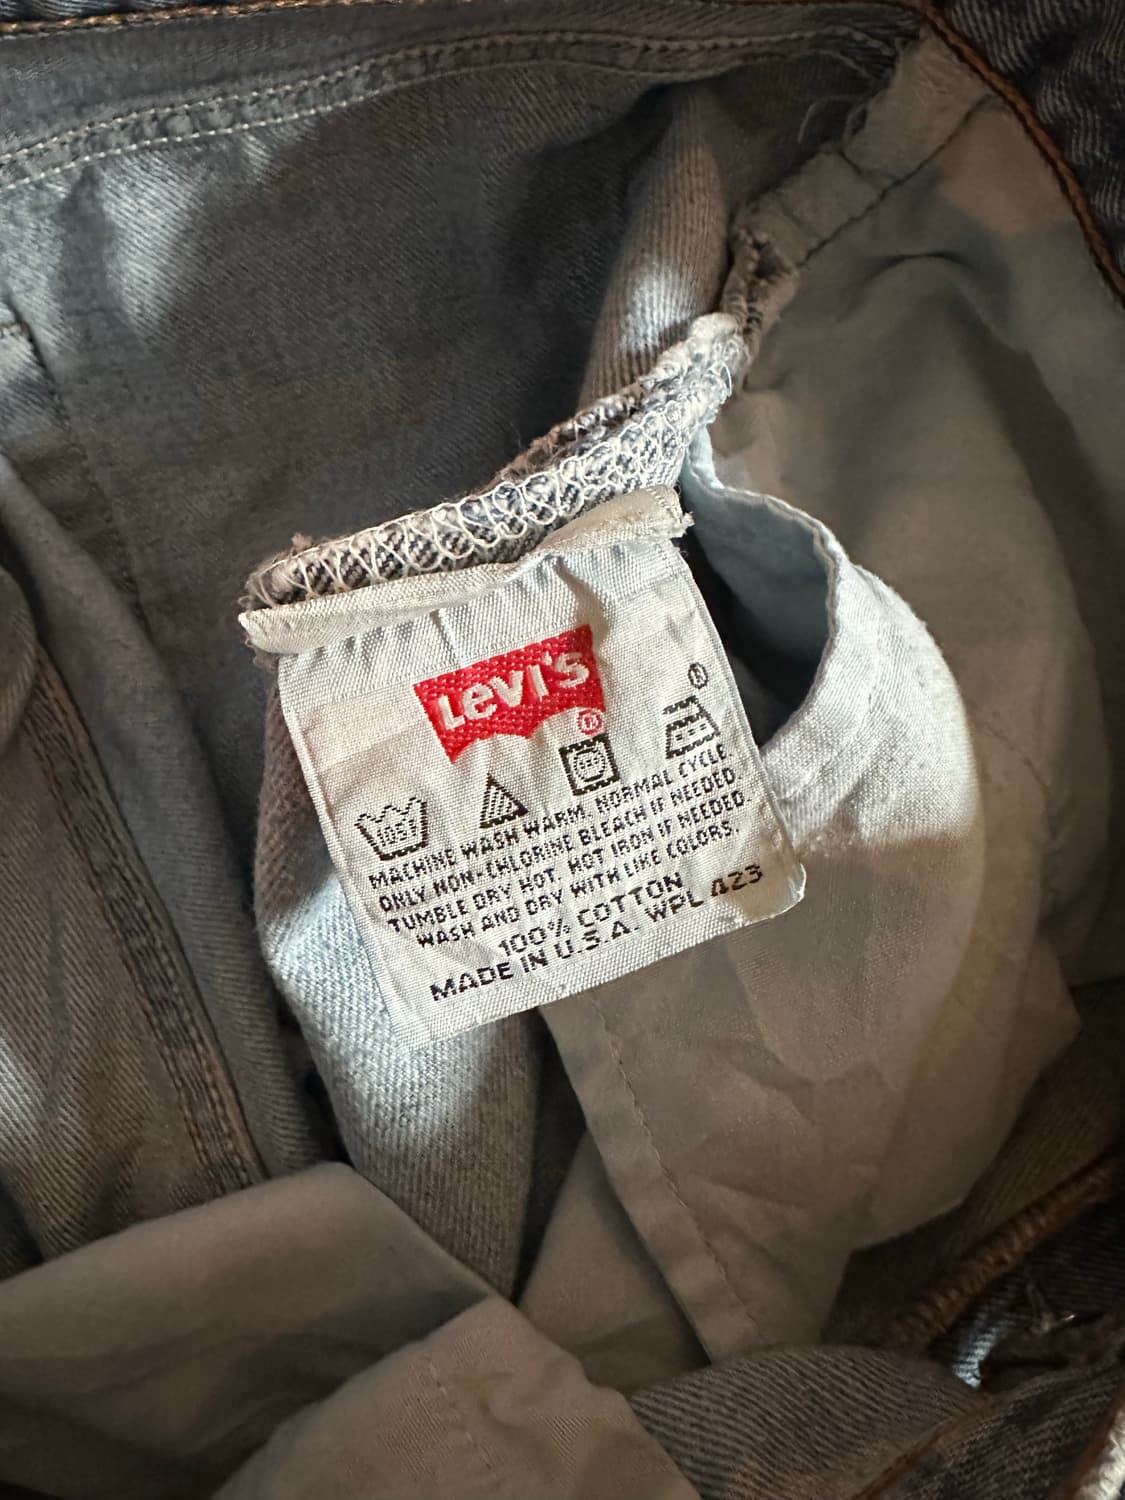 Levi's
®
®
105F
MACHINE WASH WARM, NORMAL CYCLE.
ONLY NON-CHLORINE BLEACH IF NEEDED.
TUMBLE DRY HOT, HOT IRON IF NEEDED.
WASH AND DRY WITH LIKE COLORS.
100% COTTON
MADE IN U.S.A. WPL 423